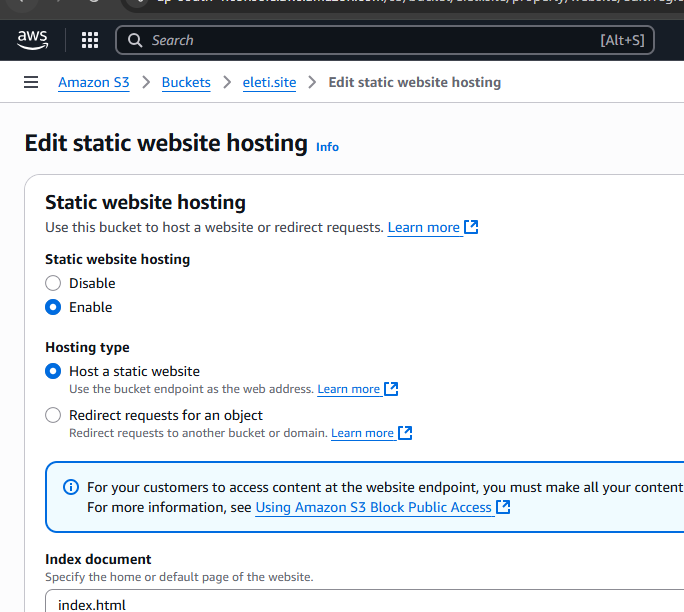 aws
Search
[Alt+S]
Amazon S3 > Buckets > eleti.site > Edit static website hosting
Edit static website hosting Info
Static website hosting
Use this bucket to host a website or redirect requests. Learn more
Static website hosting
Disable
Enable
Hosting type
Host a static website
Use the bucket endpoint as the web address. Learn more
Redirect requests for an object
Redirect requests to another bucket or domain. Learn more
For your customers to access content at the website endpoint, you must make all your content
For more information, see Using Amazon S3 Block Public Access
Index document
Specify the home or default page of the website.
index.html